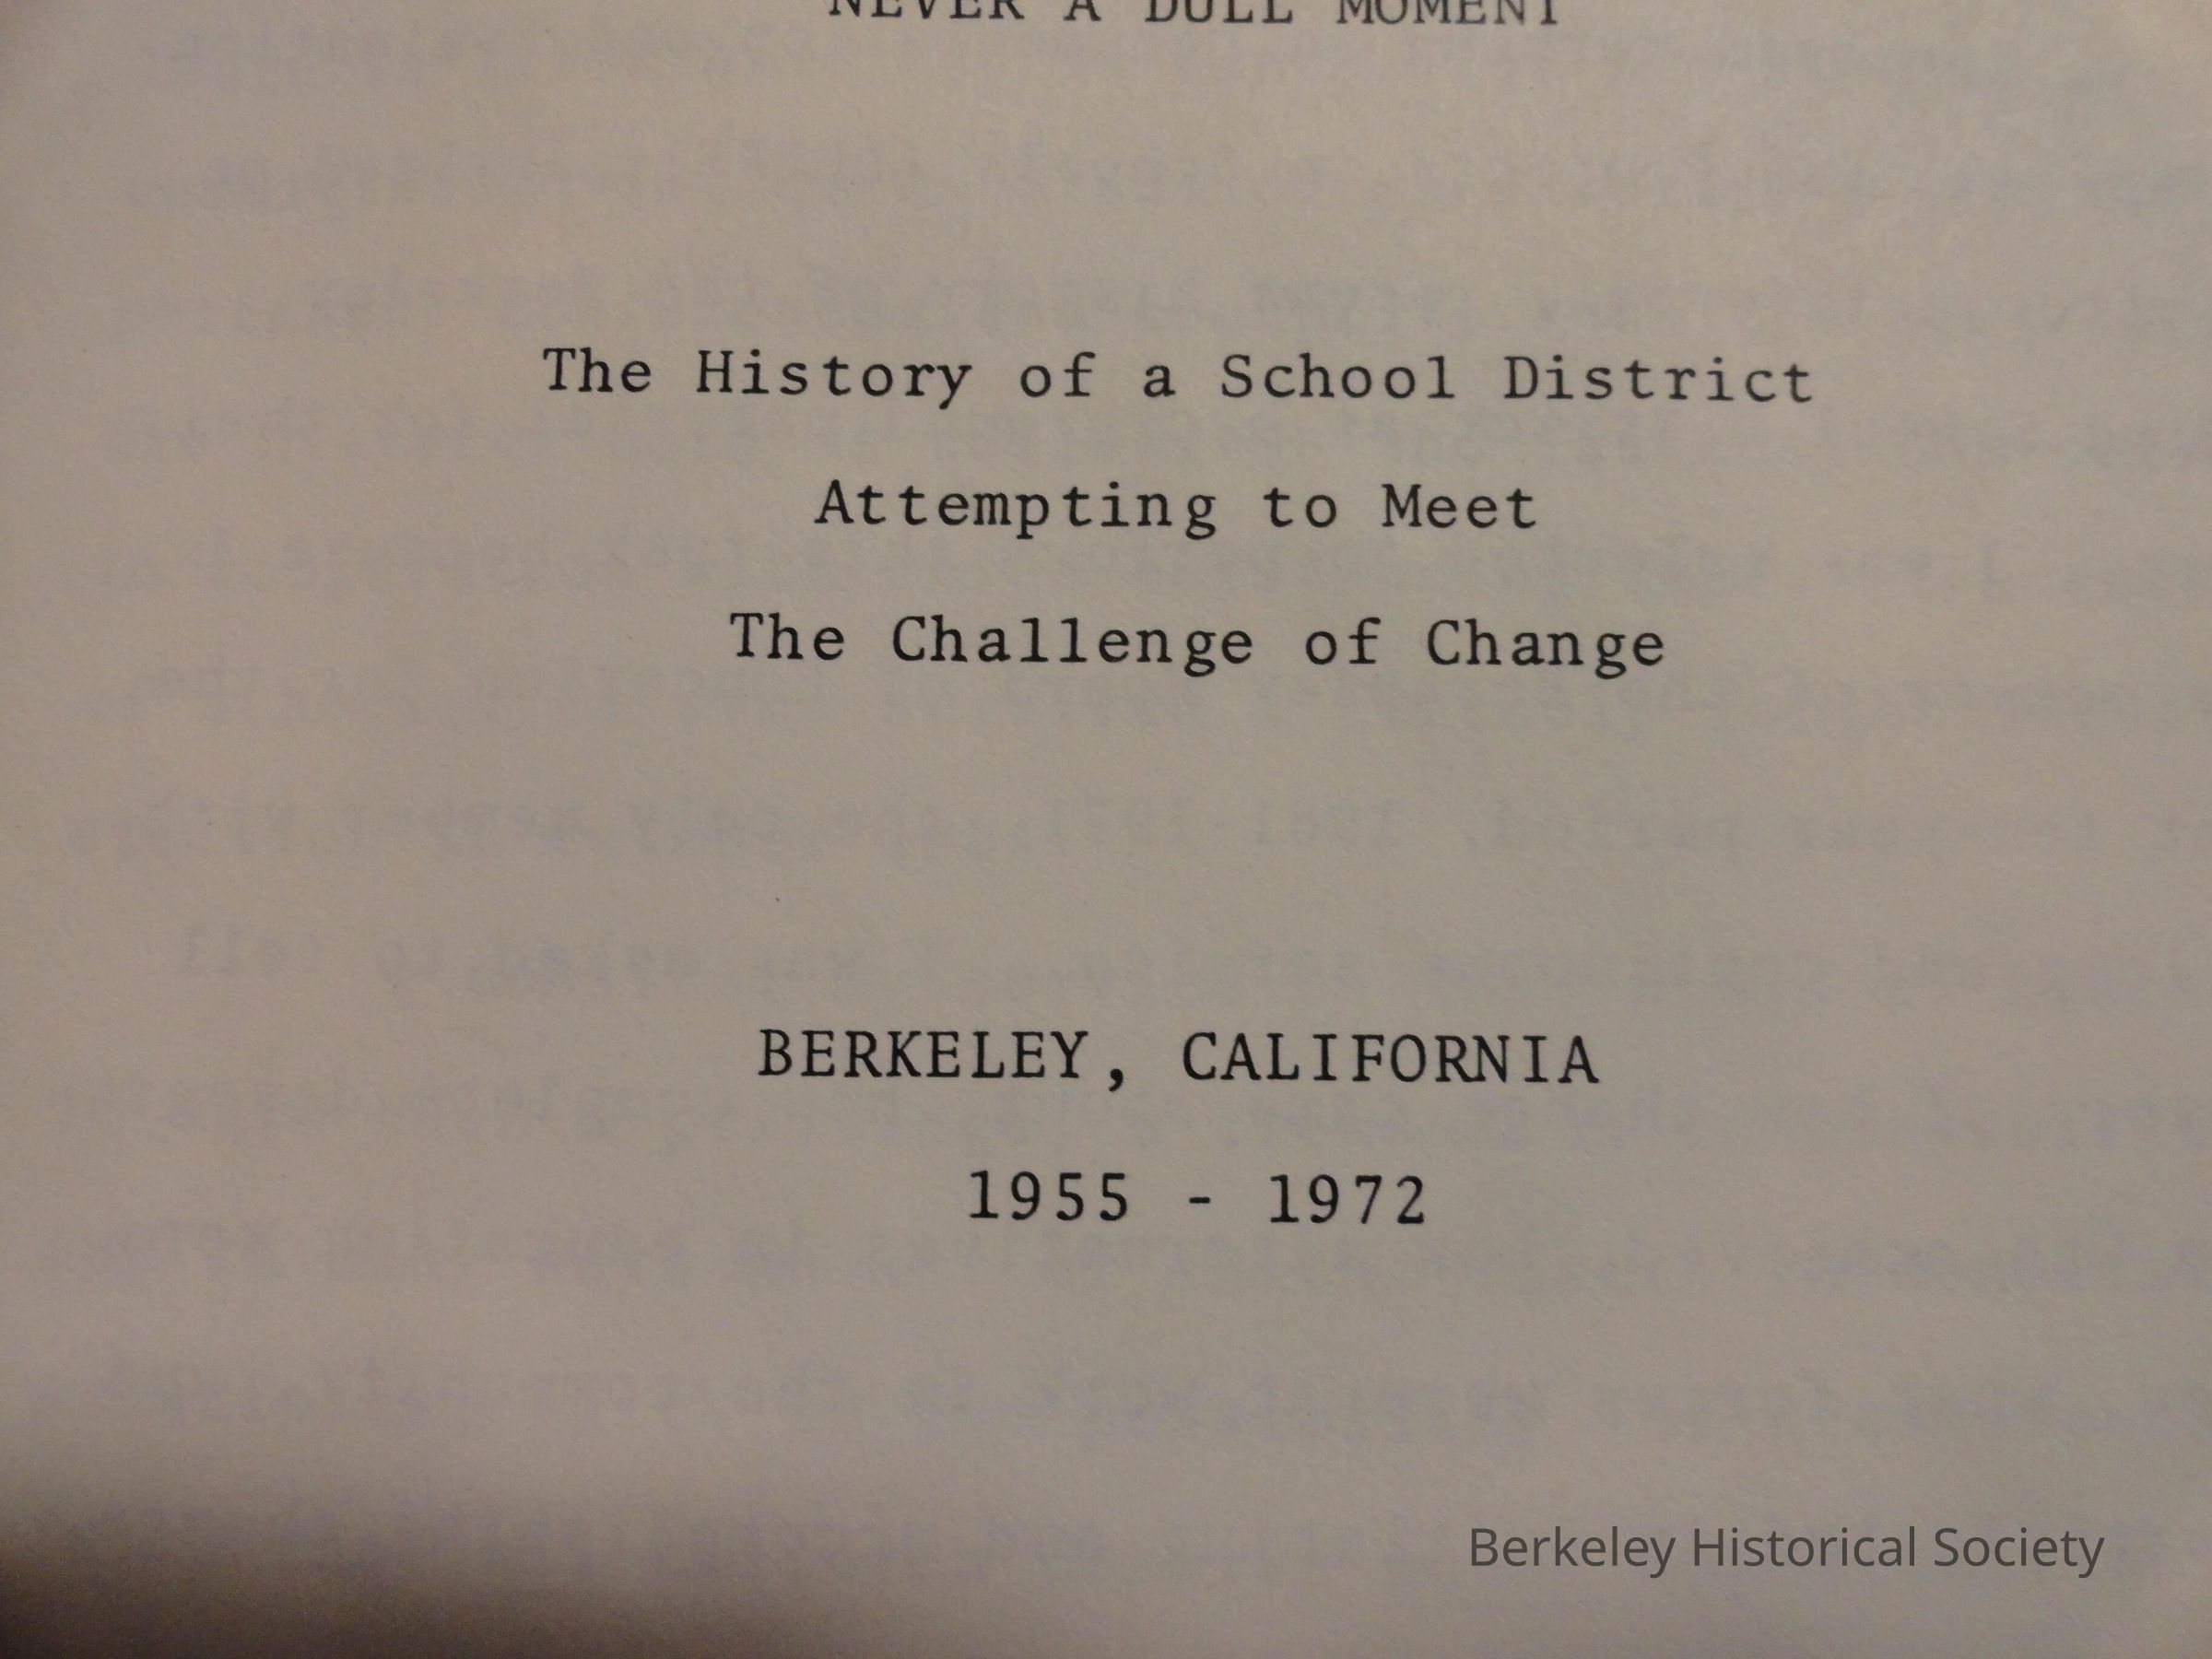 NEVER A DULL MOMENT
The History of a School District
Attempting to Meet
The Challenge of Change
BERKELEY, CALIFORNIA
1955 - 1972
Berkeley Historical Society